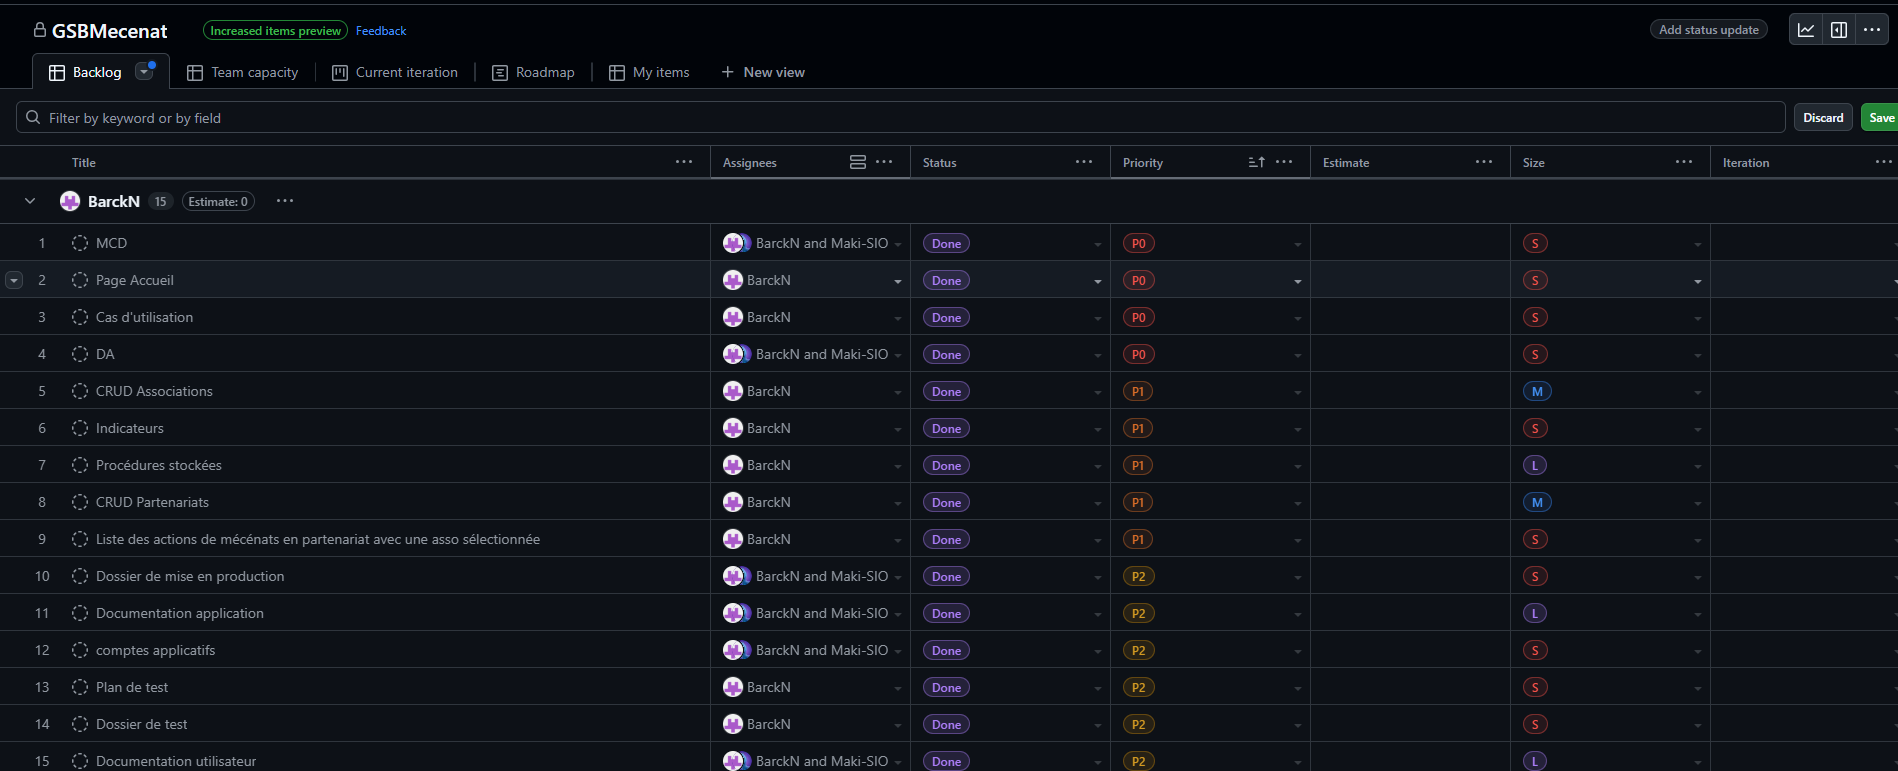 GSBMecenat Increased items preview Feedback Add status update
Backlog Team capacity Current iteration Roadmap My items New view
Filter by keyword or by field Discard Save
Title Assignees Status Priority Estimate Size Iteration
BarckN 15 Estimate: 0
1 MCD BarckN and Maki-SIO Done P0 S
2 Page Accueil BarckN Done P0 S
3 Cas d'utilisation BarckN Done P0 S
4 DA BarckN and Maki-SIO Done P0 S
5 CRUD Associations BarckN Done P1 M
6 Indicateurs BarckN Done P1 S
7 Procédures stockées BarckN Done P1 L
8 CRUD Partenariats BarckN Done P1 M
9 Liste des actions de mécénats en partenariat avec une asso sélectionnée BarckN Done P1 S
10 Dossier de mise en production BarckN and Maki-SIO Done P2 S
11 Documentation application BarckN and Maki-SIO Done P2 L
12 comptes applicatifs BarckN and Maki-SIO Done P2 S
13 Plan de test BarckN Done P2 S
14 Dossier de test BarckN Done P2 S
15 Documentation utilisateur BarckN and Maki-SIO Done P2 L